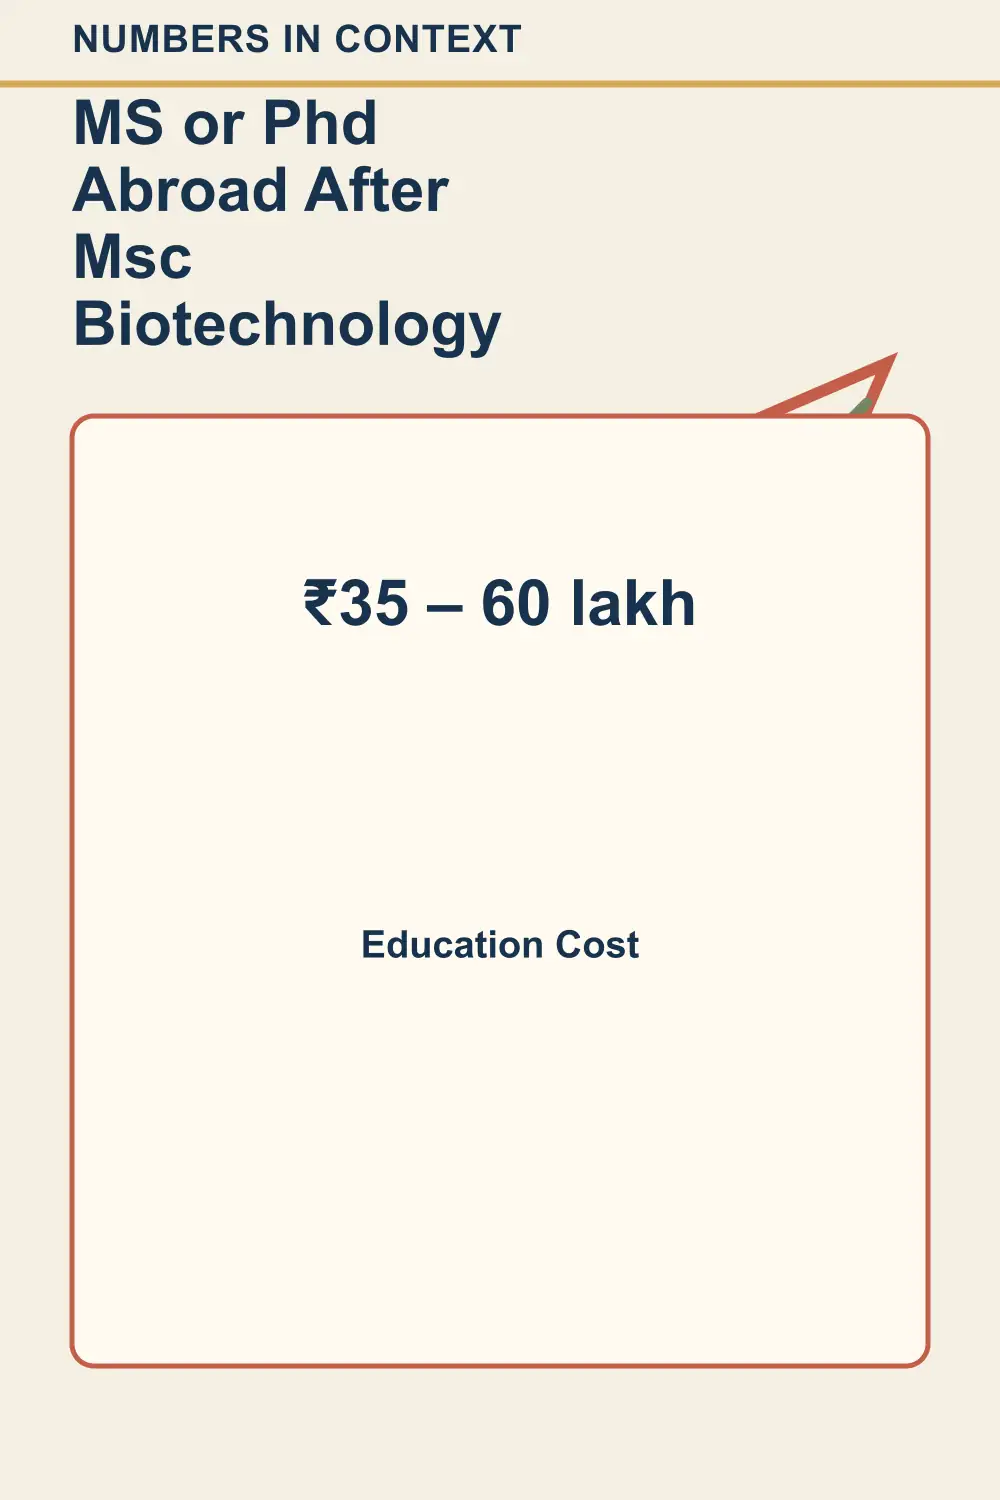 NUMBERS IN CONTEXT
MS or Phd
Abroad After
Msc
Biotechnology
₹35 – 60 lakh
Education Cost